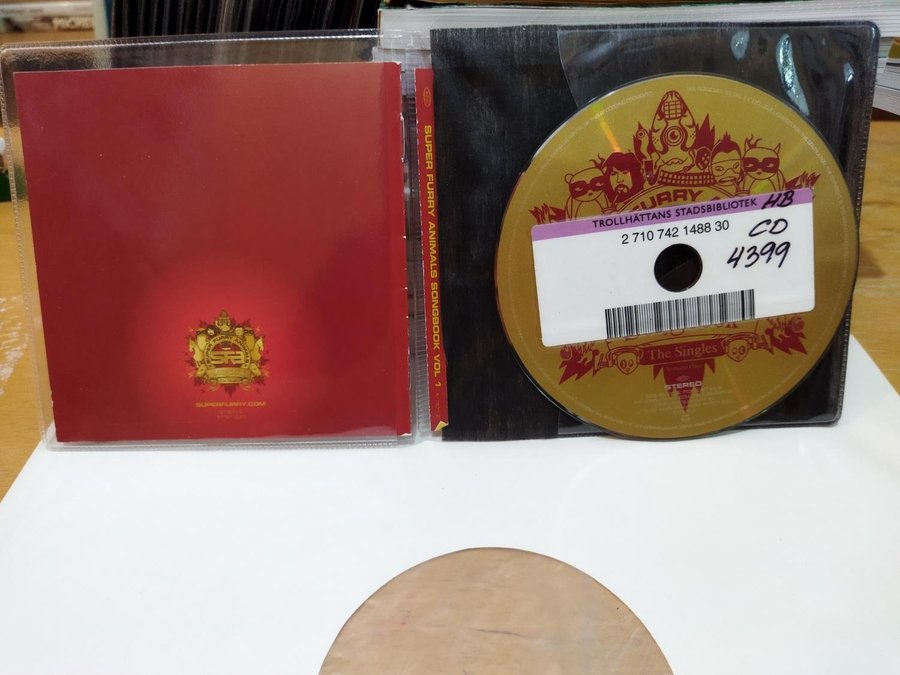 SFA
SUPERFURRY.COM
SUPER FURRY ANIMALS SONGBOOK VOL 1
FURRY
TROLLHÄTTANS STADSBIBLIOTEK HB
2 710 742 1488 30
CD
4399
The Singles
STEREO